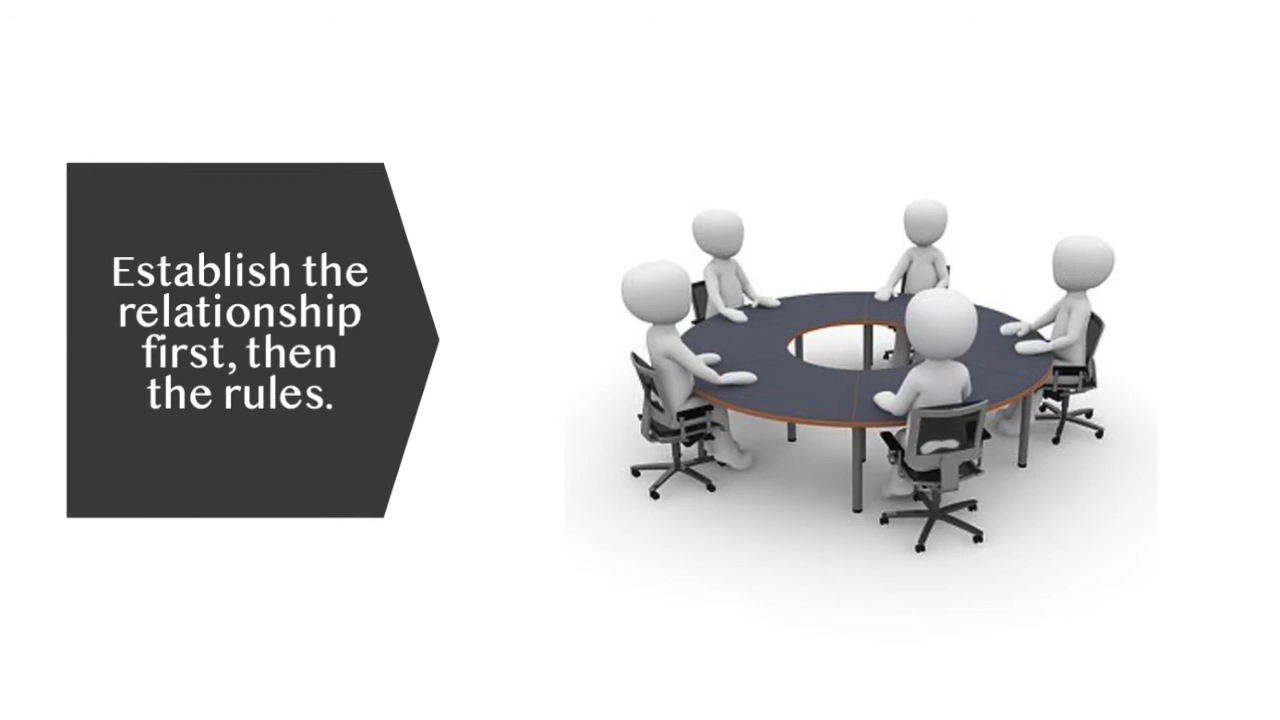 Establish the
relationship
first, then
the rules.